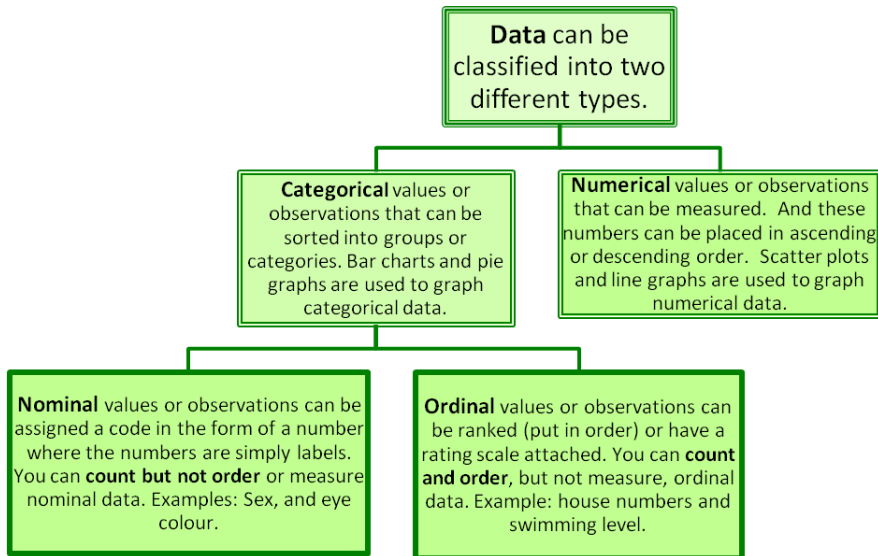 Data can be
classified into two
different types.
Categorical values or
observations that can be
sorted into groups or
categories. Bar charts and pie
graphs are used to graph
categorical data.
Numerical values or observations
that can be measured.  And these
numbers can be placed in ascending
or descending order.  Scatter plots
and line graphs are used to graph
numerical data.
Nominal values or observations can be
assigned a code in the form of a number
where the numbers are simply labels.
You can count but not order or measure
nominal data. Examples: Sex, and eye
colour.
Ordinal values or observations can
be ranked (put in order) or have a
rating scale attached. You can count
and order, but not measure, ordinal
data. Example: house numbers and
swimming level.